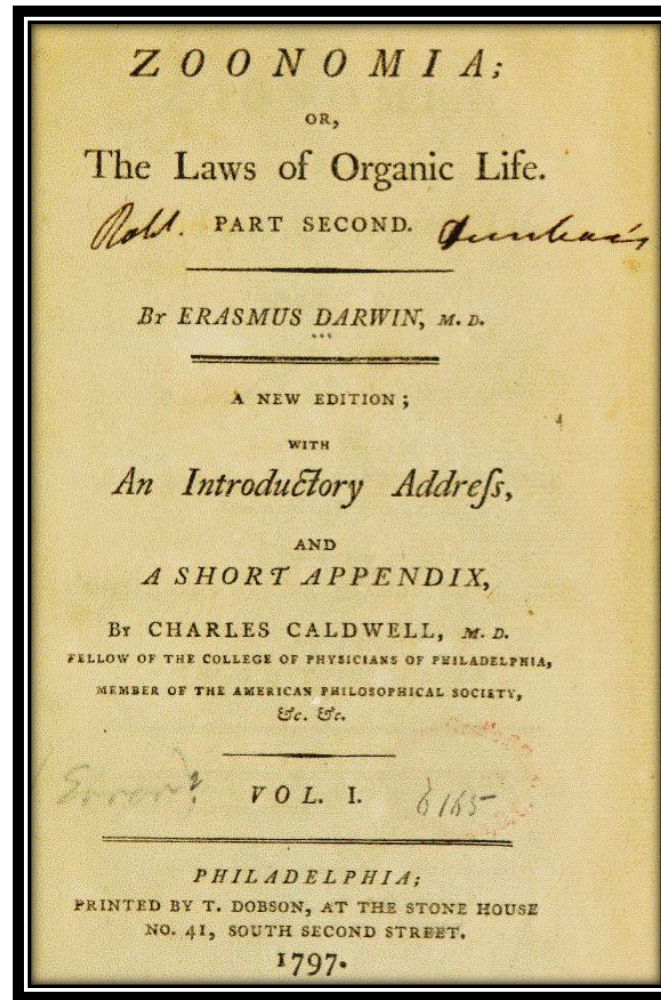 ZOONOMIA;
OR,
The Laws of Organic Life.
Robt. PART SECOND.
By ERASMUS DARWIN, M. D.
A NEW EDITION;
WITH
An Introductory Addreſs,
AND
A SHORT APPENDIX,
By CHARLES CALDWELL, M. D.
FELLOW OF THE COLLEGE OF PHYSICIANS OF PHILADELPHIA,
MEMBER OF THE AMERICAN PHILOSOPHICAL SOCIETY,
&c. &c.
VOL. I. 6165
PHILADELPHIA;
PRINTED BY T. DOBSON, AT THE STONE HOUSE
NO. 41, SOUTH SECOND STREET.
1797.